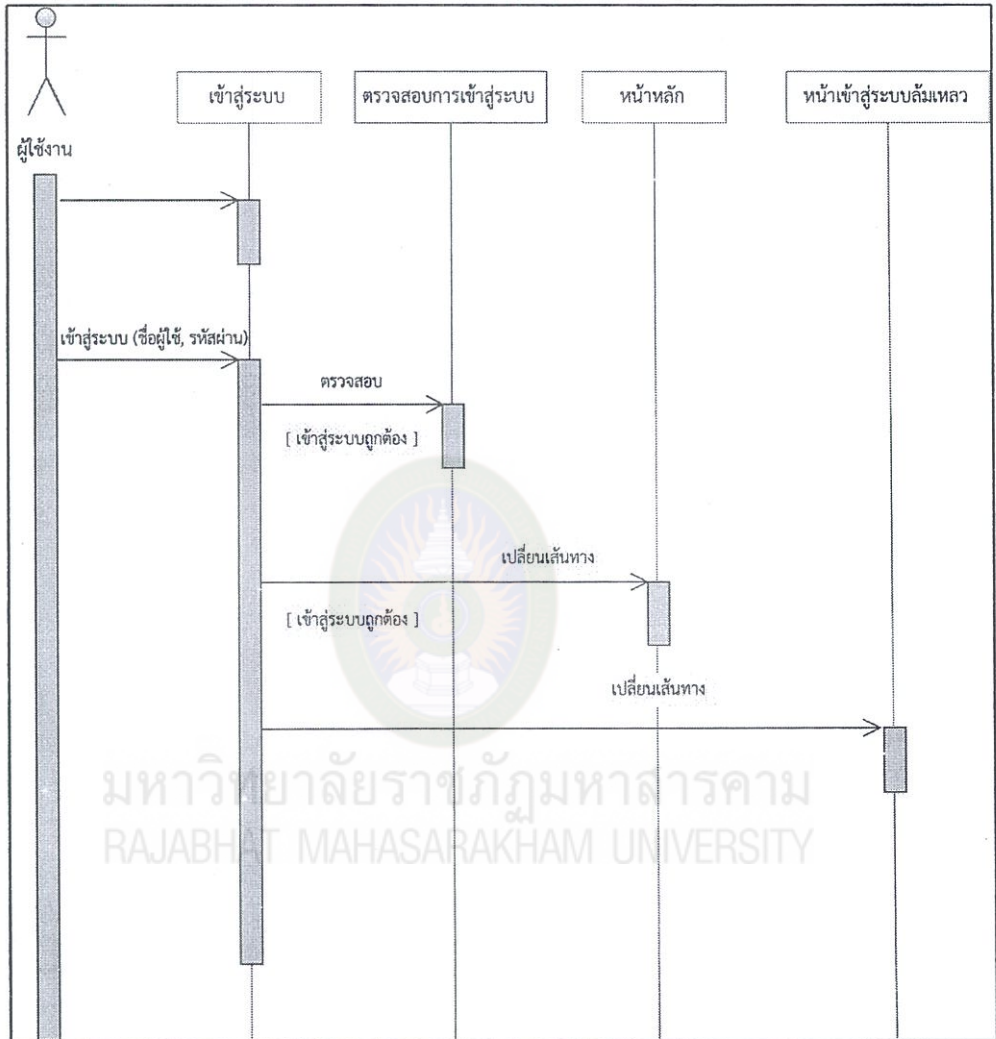 เข้าสู่ระบบ
ตรวจสอบการเข้าสู่ระบบ
หน้าหลัก
หน้าเข้าสู่ระบบล้มเหลว
ผู้ใช้งาน
เข้าสู่ระบบ (ชื่อผู้ใช้, รหัสผ่าน)
ตรวจสอบ
[ เข้าสู่ระบบถูกต้อง ]
เปลี่ยนเส้นทาง
[ เข้าสู่ระบบถูกต้อง ]
เปลี่ยนเส้นทาง
มหาวิทยาลัยราชภัฏมหาสารคาม
RAJABHAT MAHASARAKHAM UNIVERSITY